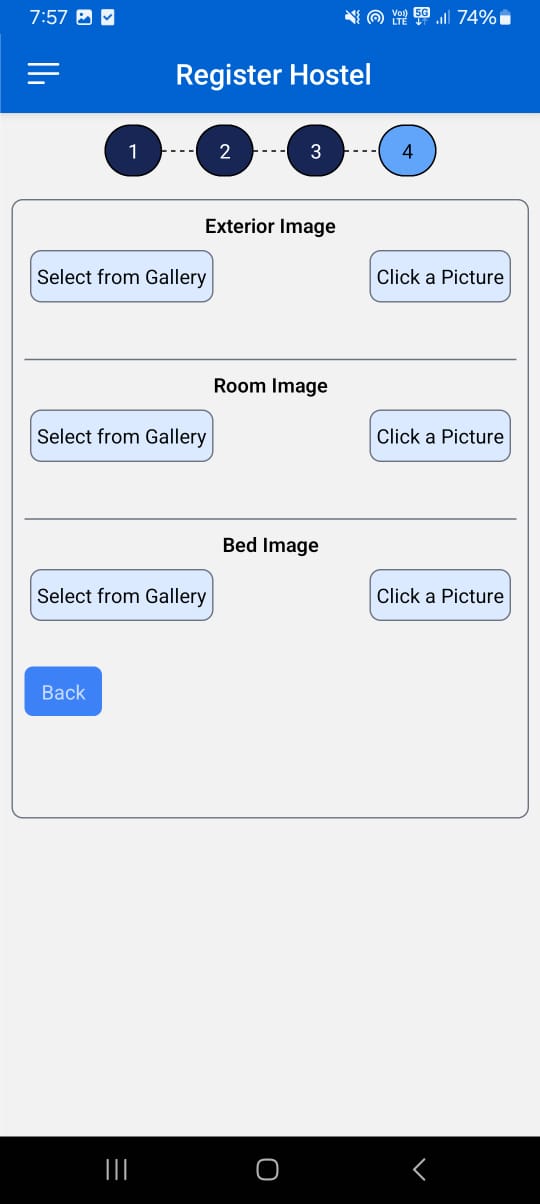 7:57 Vo) LTE 5G 74%
Register Hostel
1 2 3 4
Exterior Image
Select from Gallery Click a Picture
Room Image
Select from Gallery Click a Picture
Bed Image
Select from Gallery Click a Picture
Back